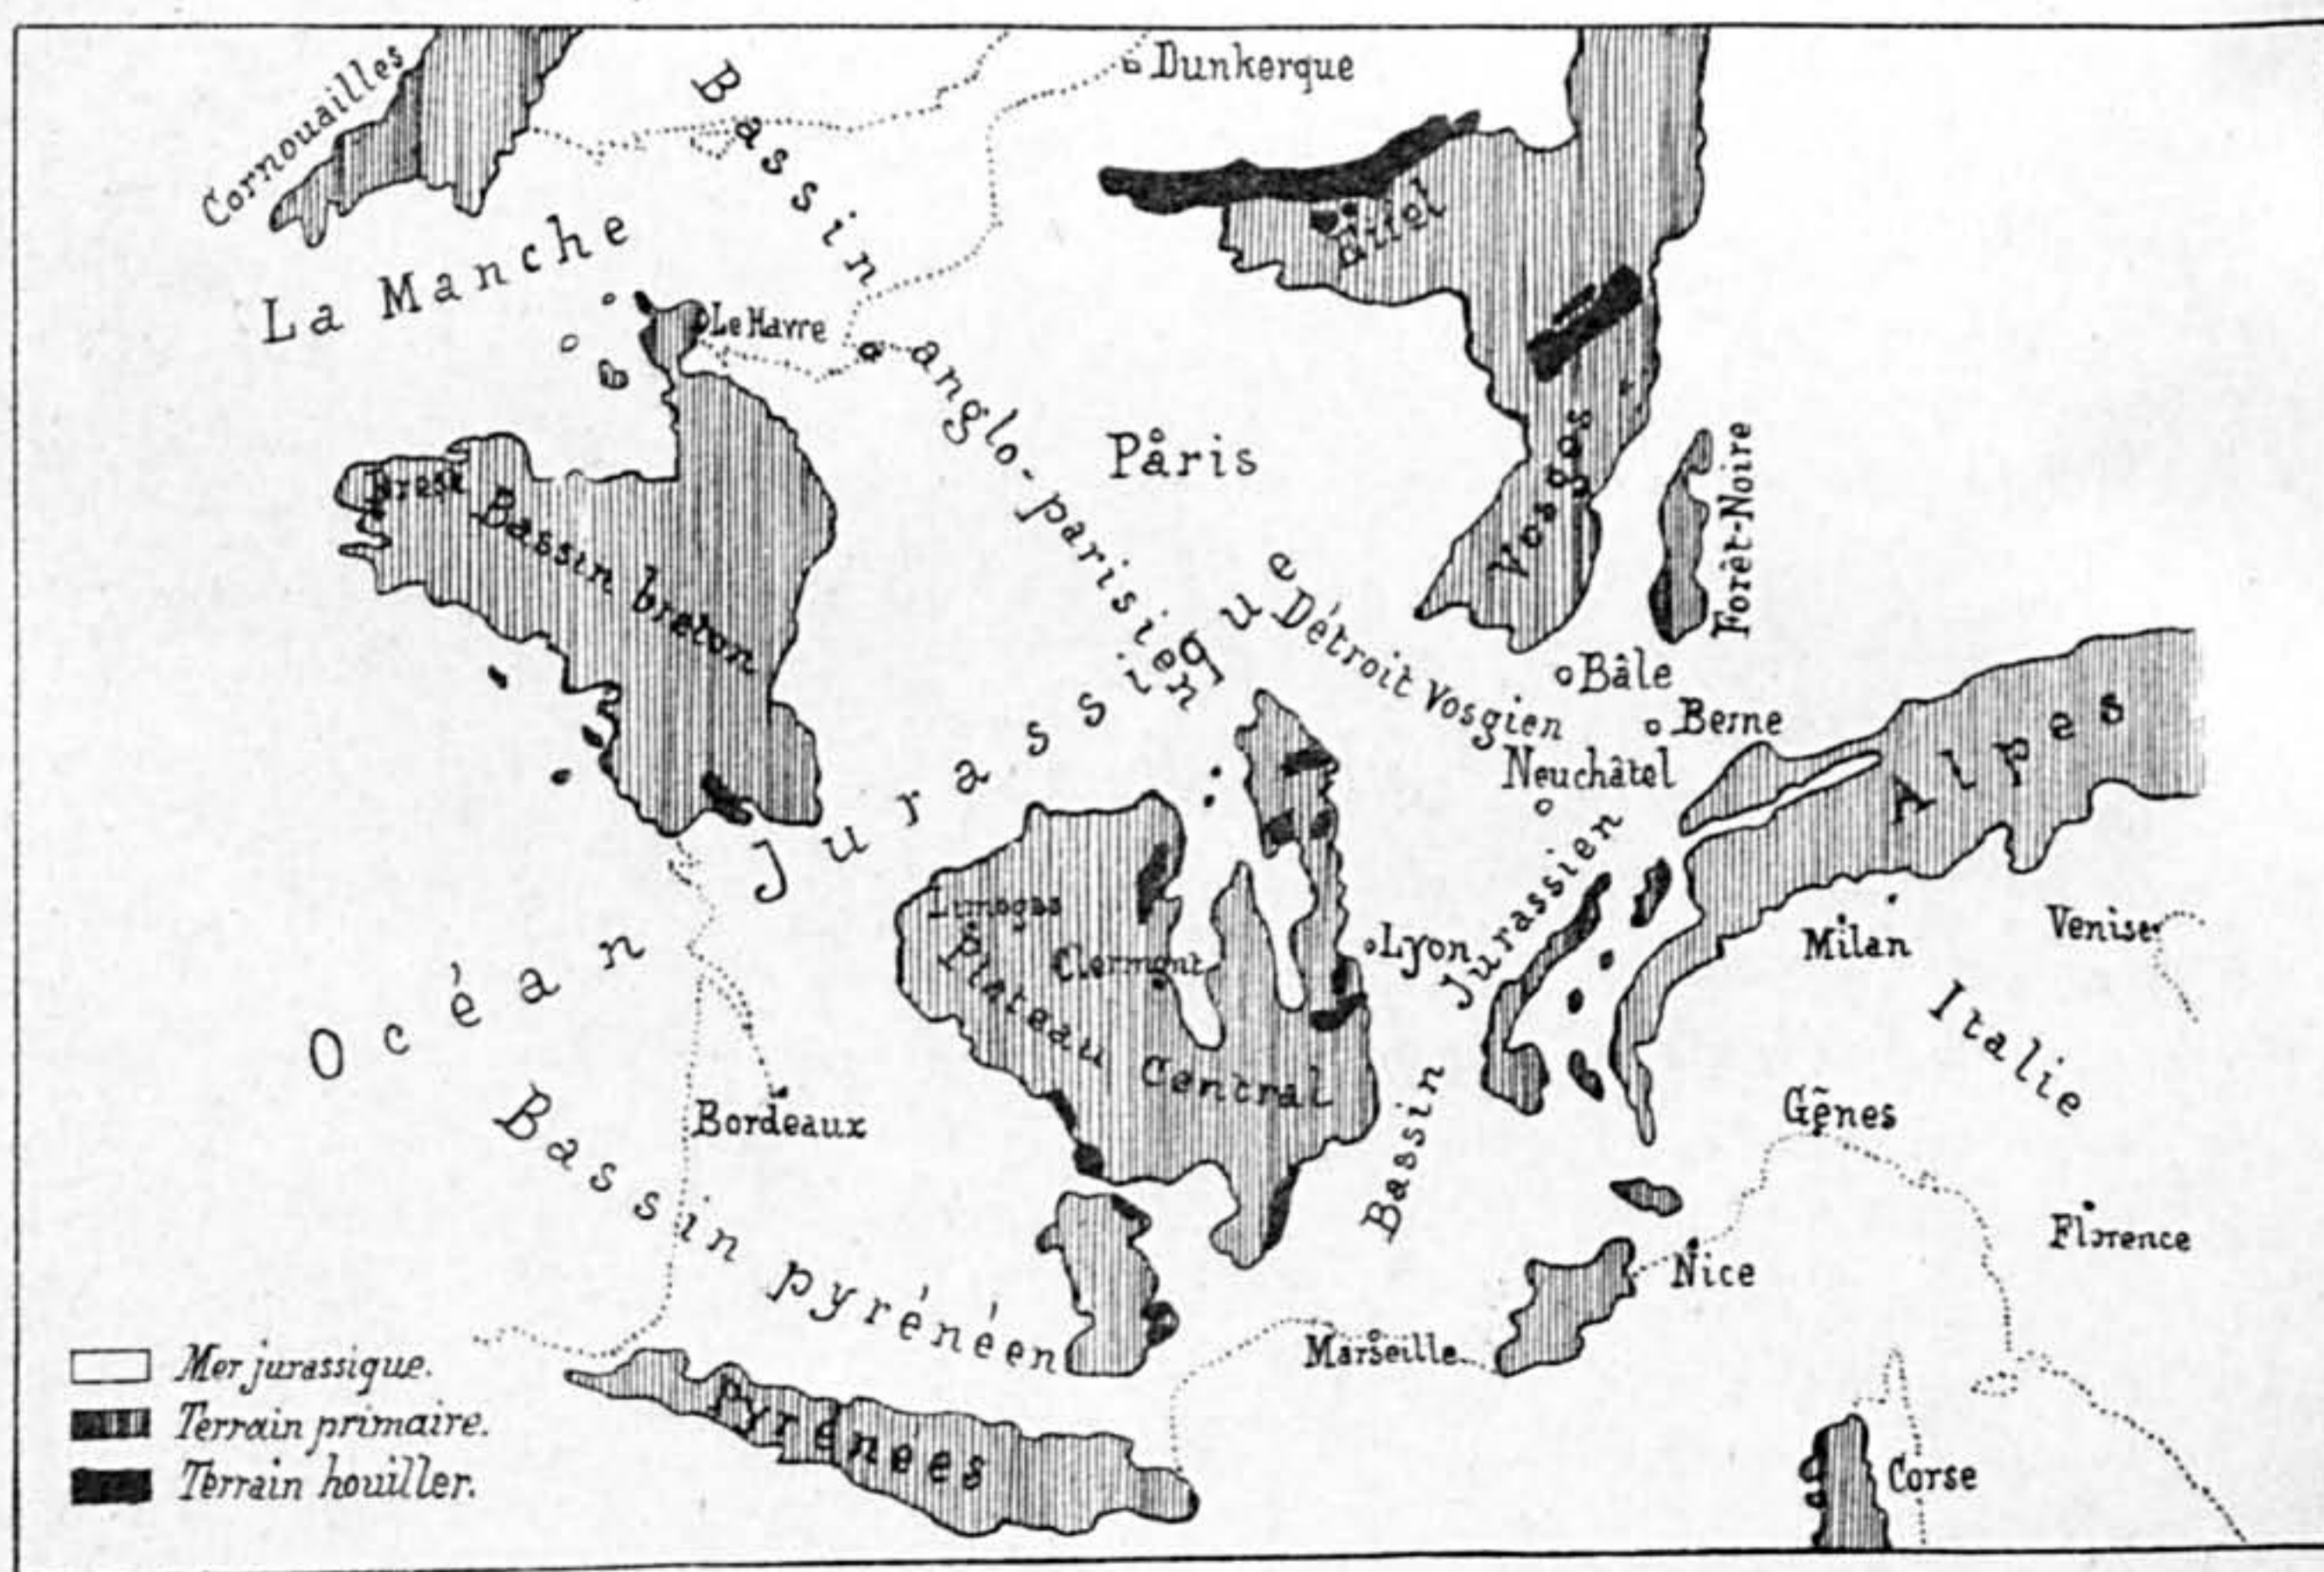 Cornouailles
Bassin anglo-parisien
Dunkerque
La Manche
Eifel
Le Havre
Pâris
Brest
Bassin breton
Vosges
Forêt-Noire
Détroit Vosgien
Bâle
Berne
Neuchâtel
Alpes
Océan Jurassique
Limoges
Clermont
Plateau Central
Lyon
Bassin Jurassien
Milan
Venise
Italie
Bordeaux
Gênes
Bassin pyrénéen
Florence
Nice
Marseille
Pyrénées
Corse
Mer jurassique.
Terrain primaire.
Terrain houiller.